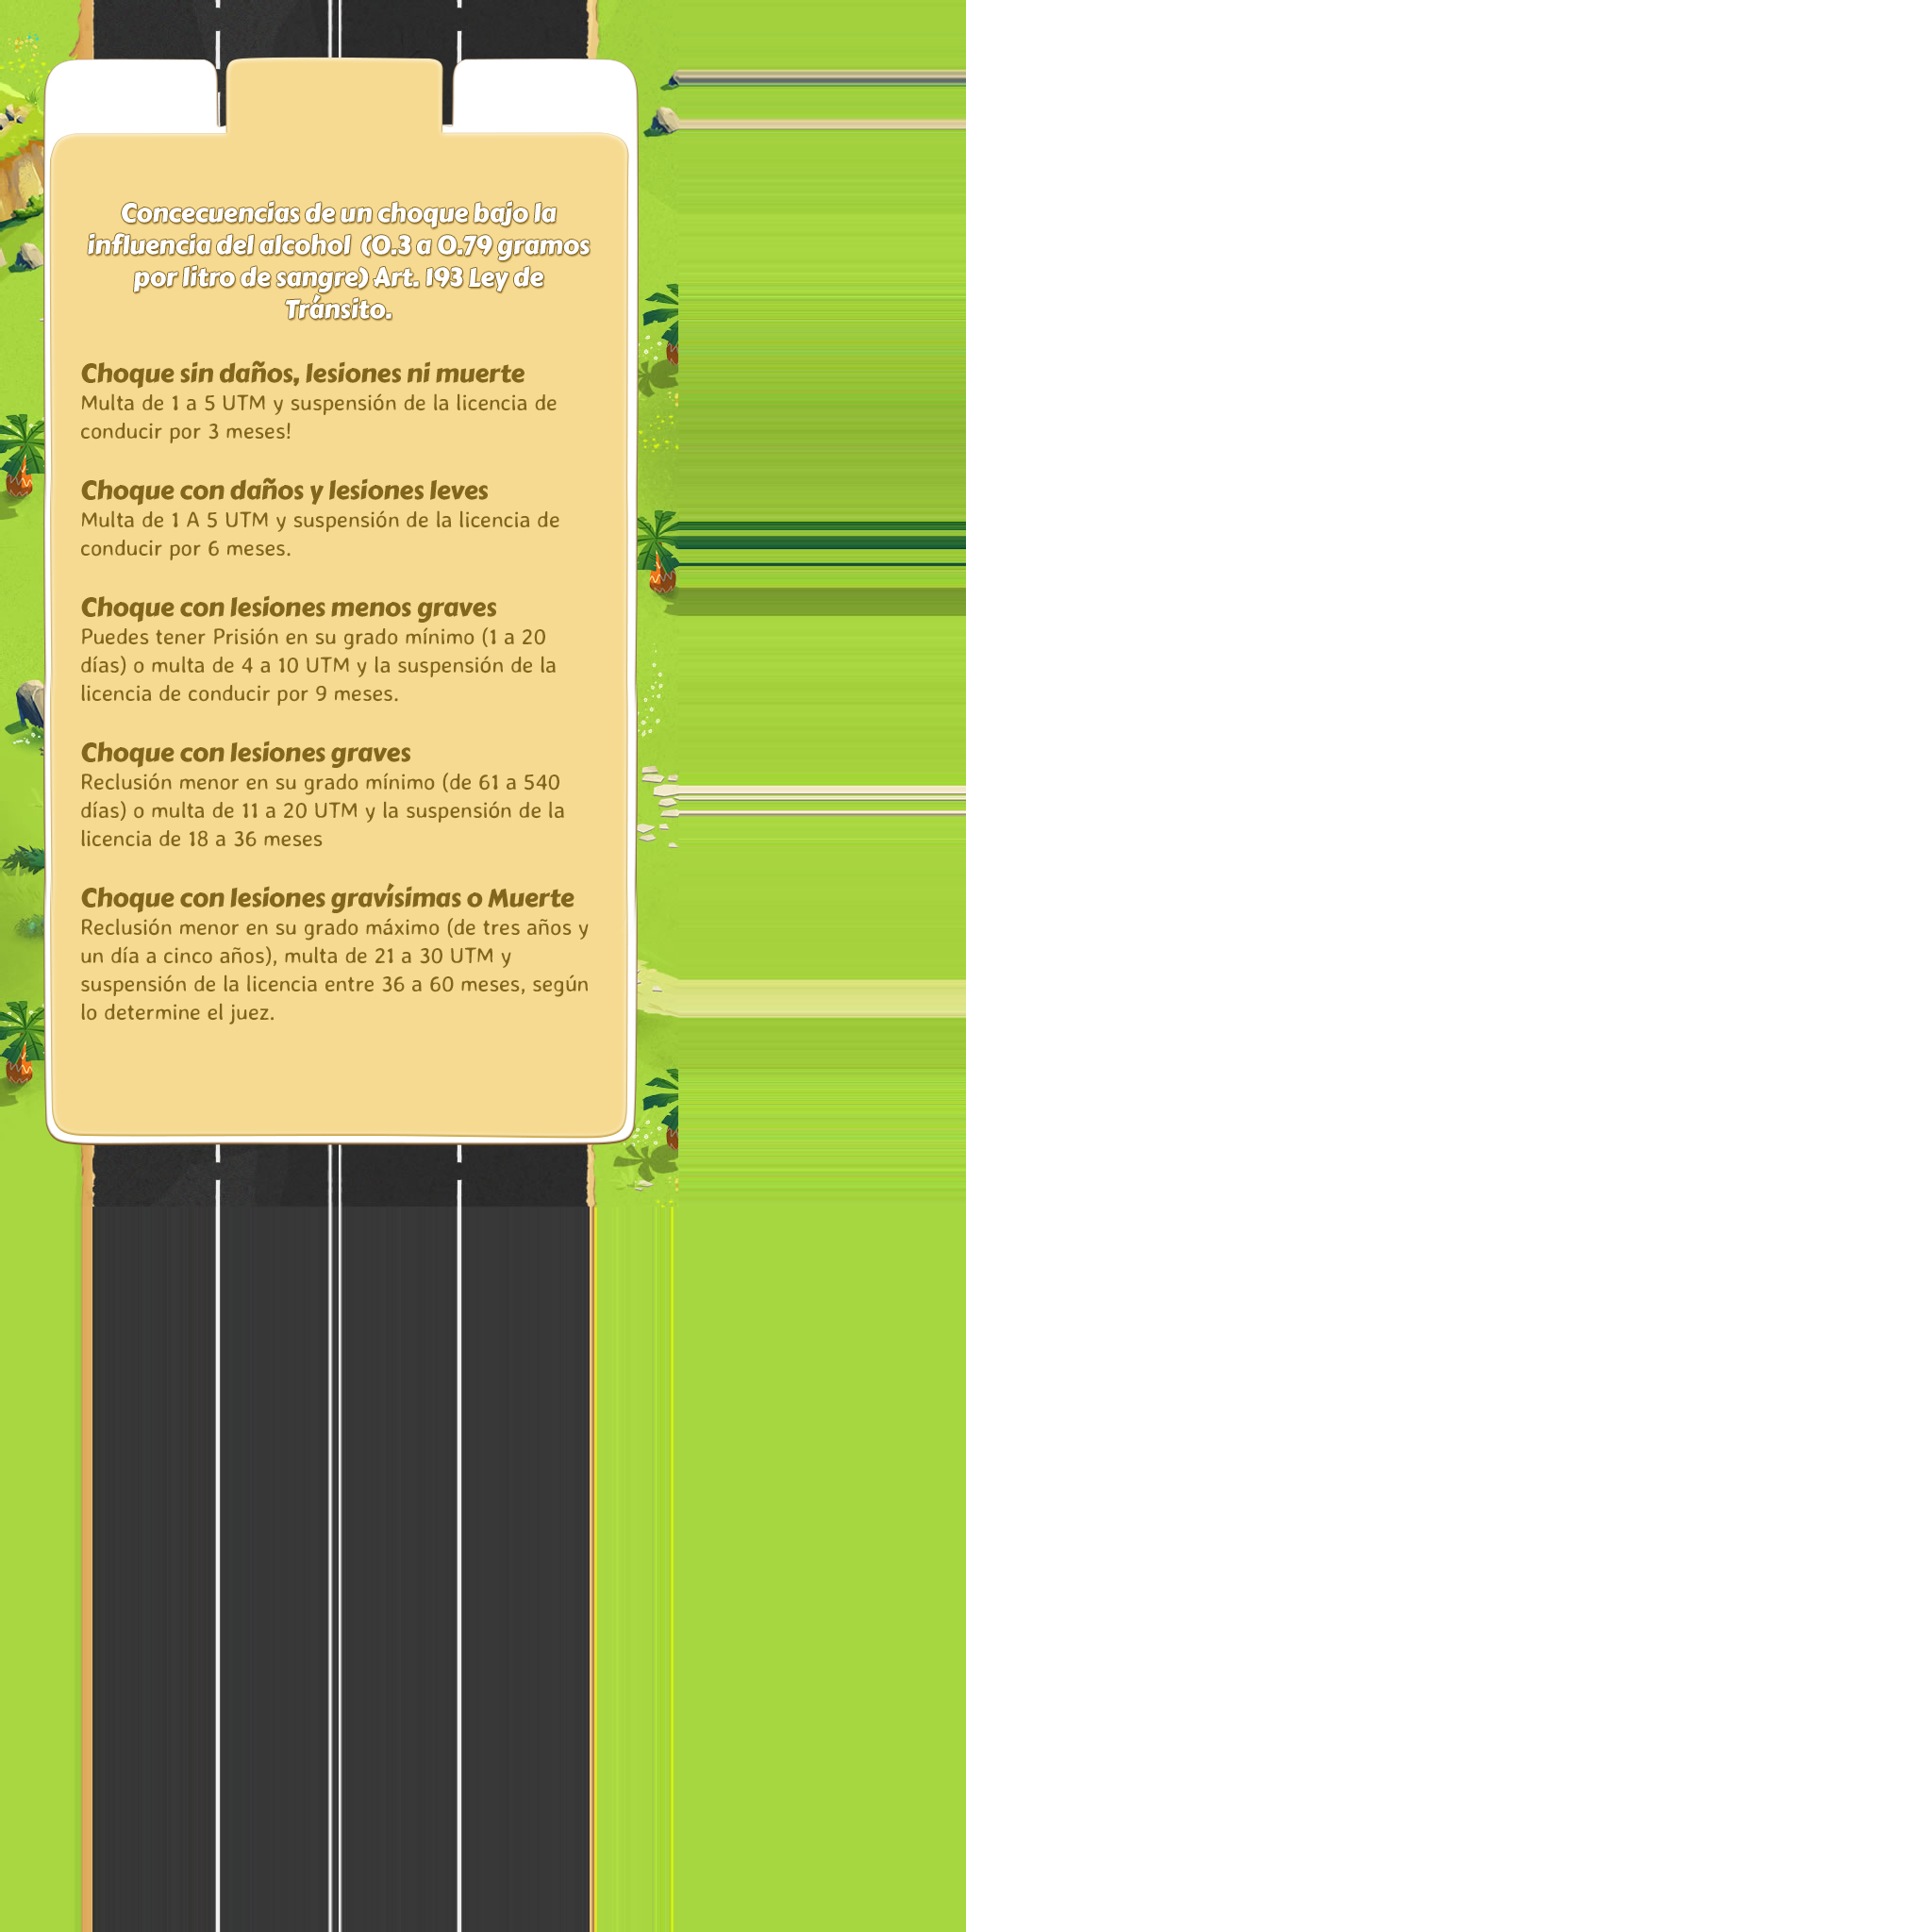 Concecuencias de un choque bajo la
influencia del alcohol (0.3 a 0.79 gramos
por litro de sangre) Art. 193 Ley de
Tránsito.
Choque sin daños, lesiones ni muerte
Multa de 1 a 5 UTM y suspensión de la licencia de
conducir por 3 meses!
Choque con daños y lesiones leves
Multa de 1 A 5 UTM y suspensión de la licencia de
conducir por 6 meses.
Choque con lesiones menos graves
Puedes tener Prisión en su grado mínimo (1 a 20
días) o multa de 4 a 10 UTM y la suspensión de la
licencia de conducir por 9 meses.
Choque con lesiones graves
Reclusión menor en su grado mínimo (de 61 a 540
días) o multa de 11 a 20 UTM y la suspensión de la
licencia de 18 a 36 meses
Choque con lesiones gravísimas o Muerte
Reclusión menor en su grado máximo (de tres años y
un día a cinco años), multa de 21 a 30 UTM y
suspensión de la licencia entre 36 a 60 meses, según
lo determine el juez.